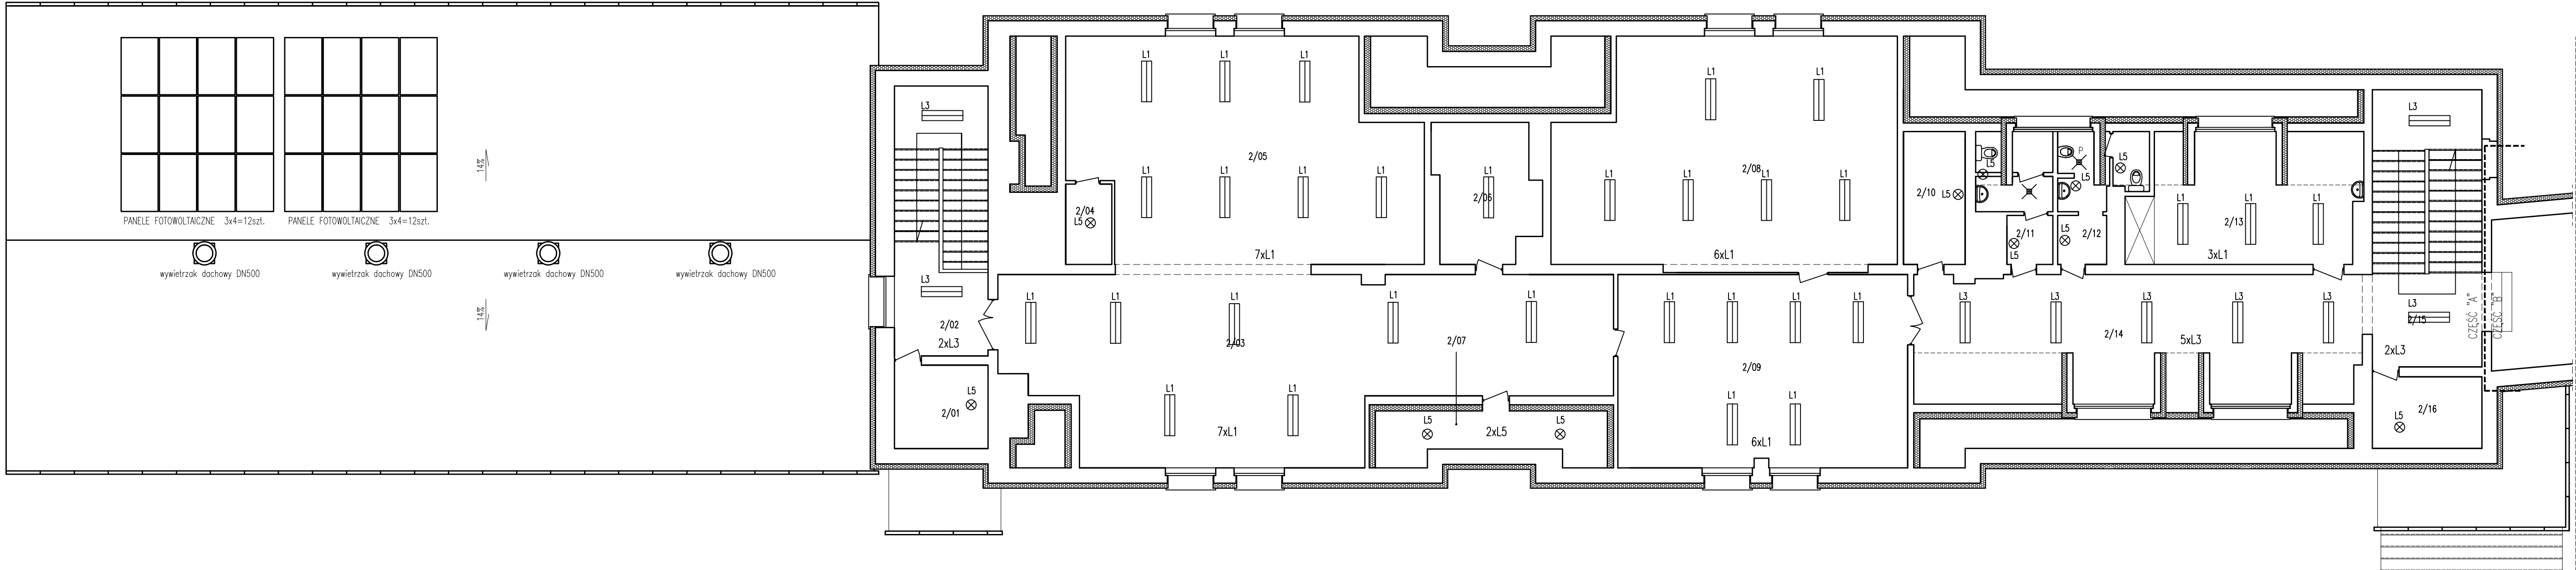 PANELE FOTOWOLTAICZNE 3x4=12szt.
PANELE FOTOWOLTAICZNE 3x4=12szt.
14%
14%
wywietrzak dachowy DN500
wywietrzak dachowy DN500
wywietrzak dachowy DN500
wywietrzak dachowy DN500
L3
L3
2/02
2xL3
L5
2/01
L1
L1
L1
2/05
L1
L1
L1
L1
7xL1
2/04
L5
L1
L1
L1
L1
L1
2/03
L1
L1
7xL1
L1
2/06
2/07
L5
2xL5
L5
L1
L1
2/08
L1
L1
L1
L1
6xL1
L1
L1
L1
L1
2/09
L1
L1
6xL1
2/10
L5
L5
2/11
L5
P
L5
L5
2/12
L5
L1
L1
L1
2/13
3xL1
L3
L3
L3
L3
L3
2/14
5xL3
L3
L3
2/15
2xL3
L5
2/16
CZĘŚĆ "A"
CZĘŚĆ "B"